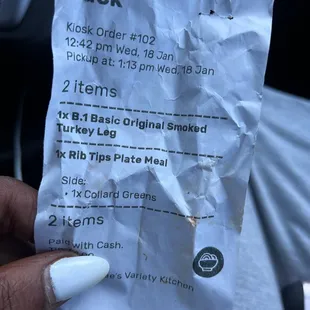 Kiosk Order #102
12:42 pm Wed, 18 Jan
Pickup at: 1:13 pm Wed, 18 Jan
2 items
1x B.1 Basic Original Smoked
Turkey Leg
1x Rib Tips Plate Meal
Side:
• 1x Collard Greens
2 items
Paid with Cash.
Variety Kitchen